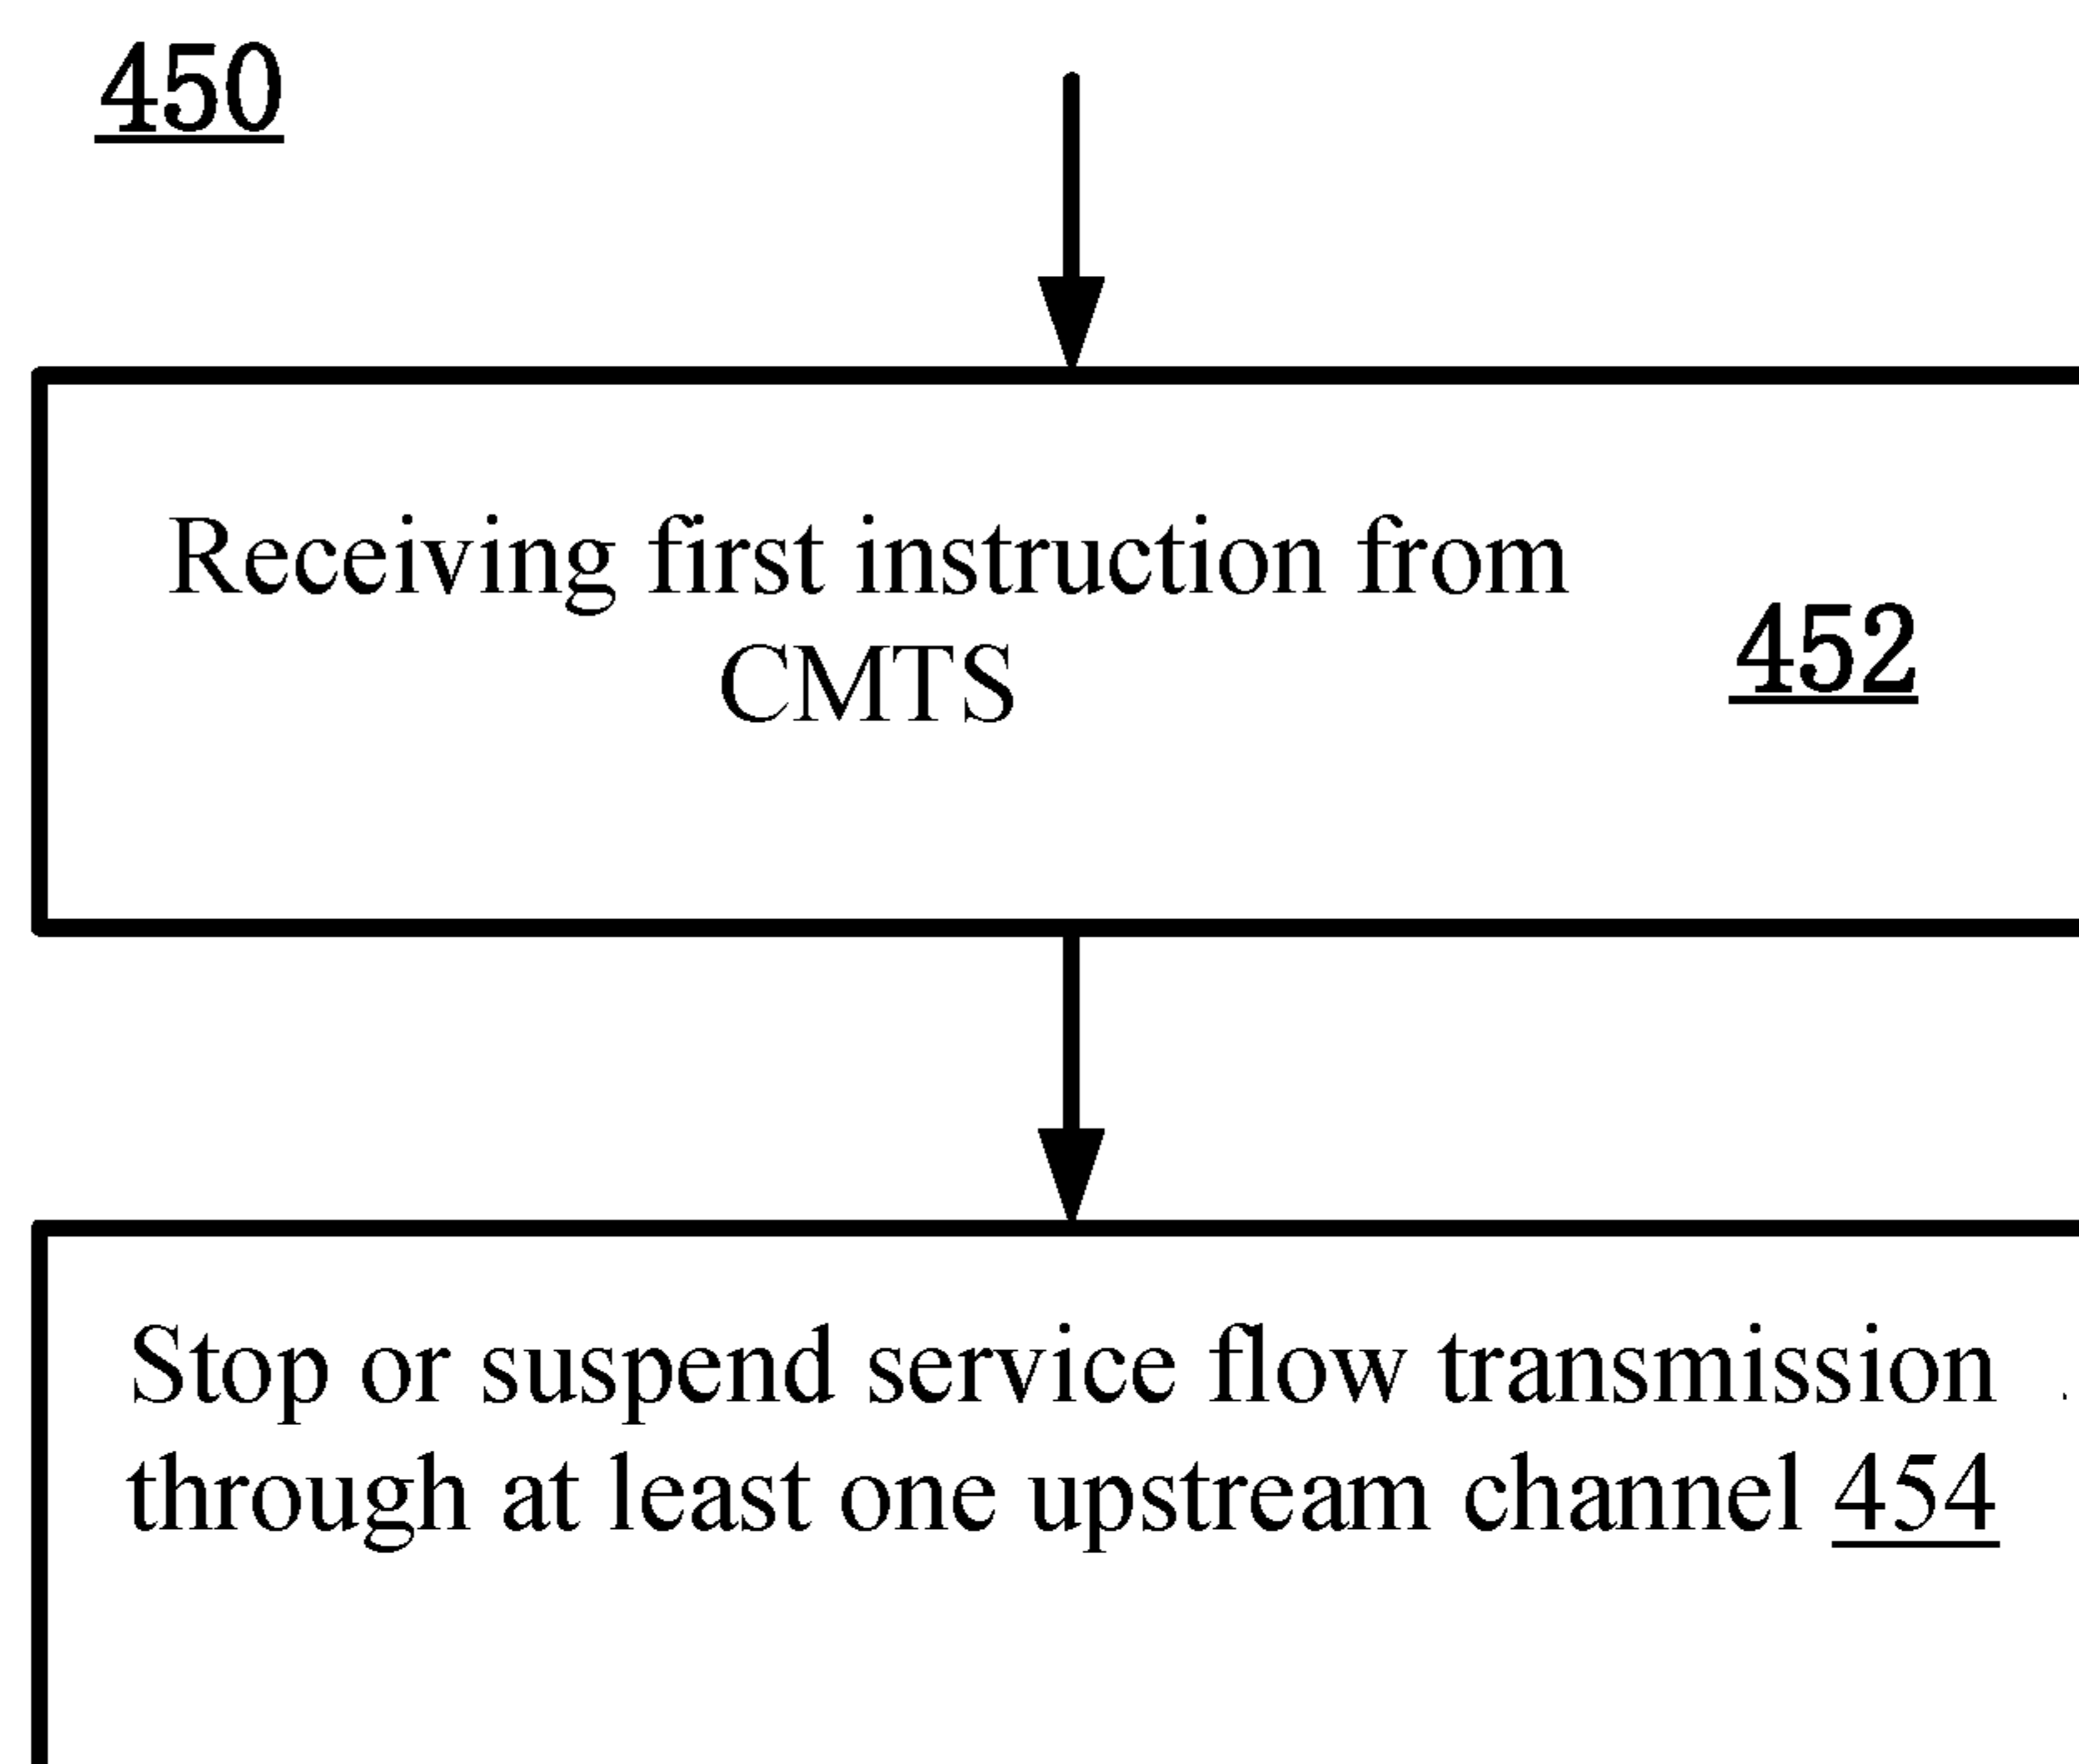 450
Receiving first instruction from
CMTS
452
Stop or suspend service flow transmission
through at least one upstream channel 454